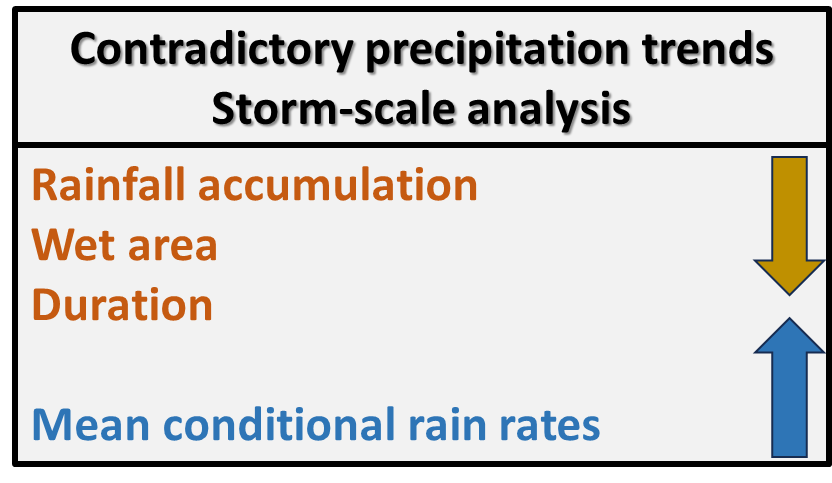 Contradictory precipitation trends
Storm-scale analysis
Rainfall accumulation
Wet area
Duration
Mean conditional rain rates